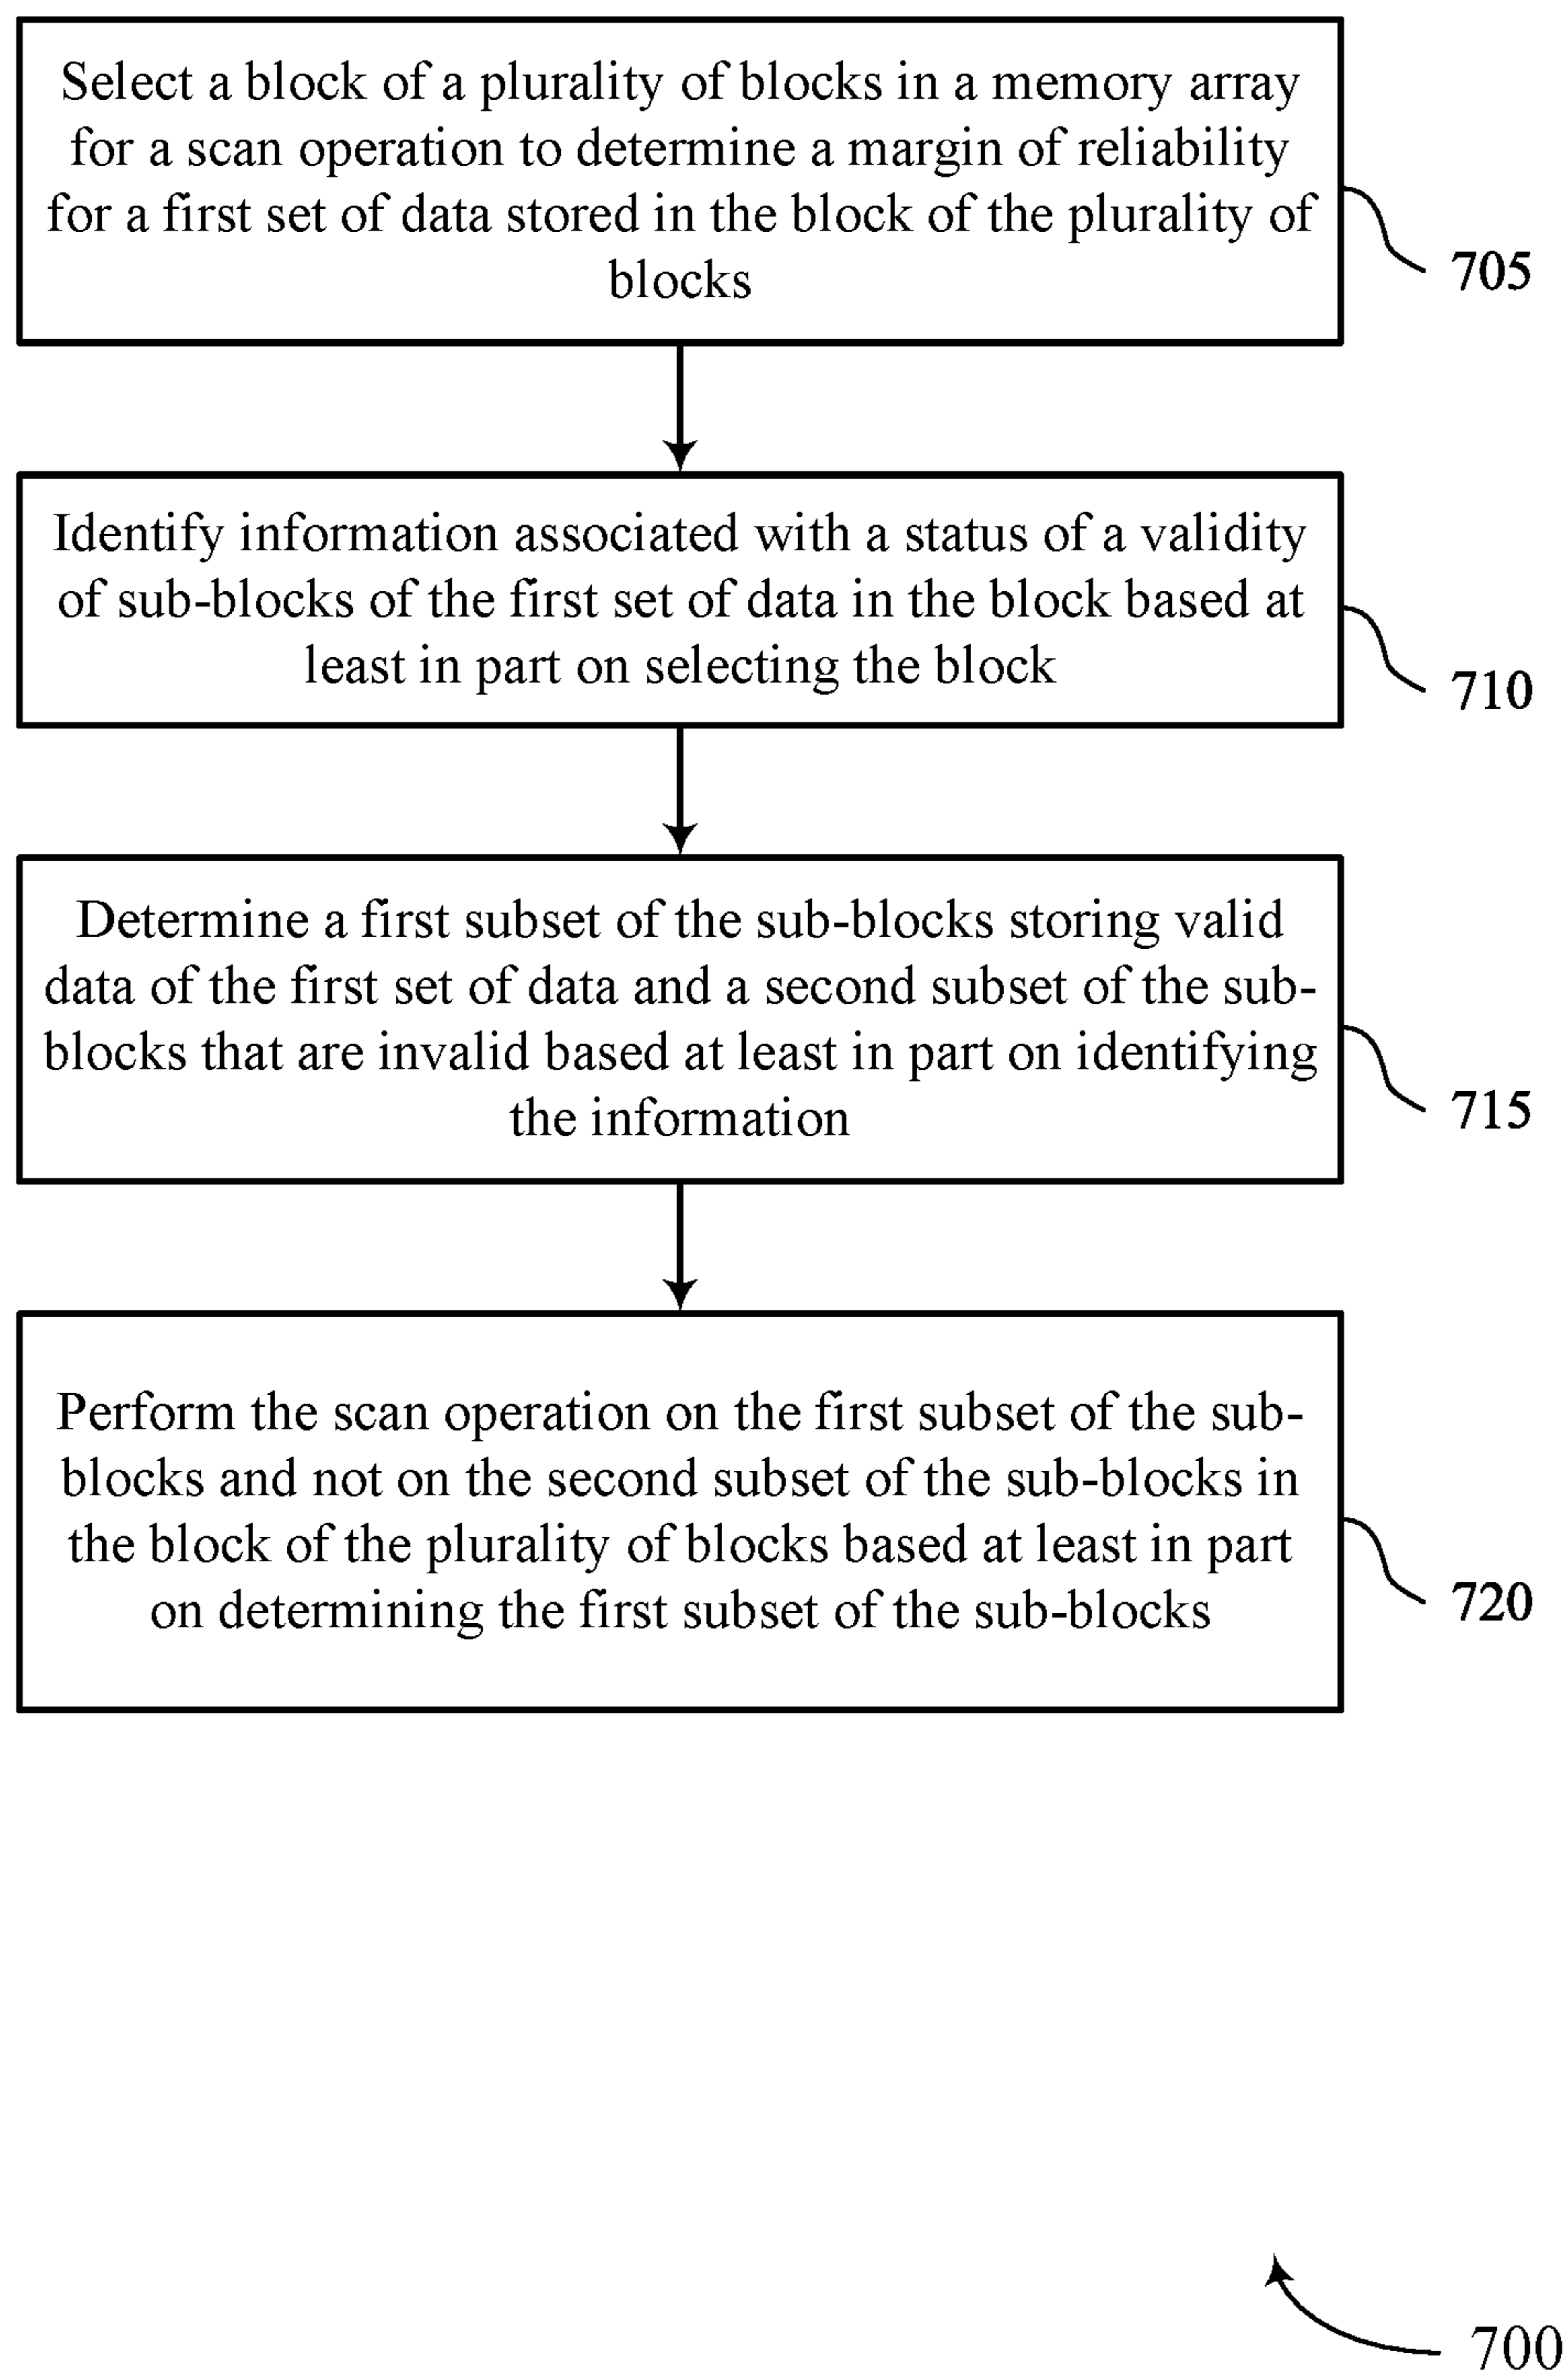 Select a block of a plurality of blocks in a memory array
for a scan operation to determine a margin of reliability
for a first set of data stored in the block of the plurality of
blocks
705
Identify information associated with a status of a validity
of sub-blocks of the first set of data in the block based at
least in part on selecting the block
710
Determine a first subset of the sub-blocks storing valid
data of the first set of data and a second subset of the sub-
blocks that are invalid based at least in part on identifying
the information
715
Perform the scan operation on the first subset of the sub-
blocks and not on the second subset of the sub-blocks in
the block of the plurality of blocks based at least in part
on determining the first subset of the sub-blocks
720
700